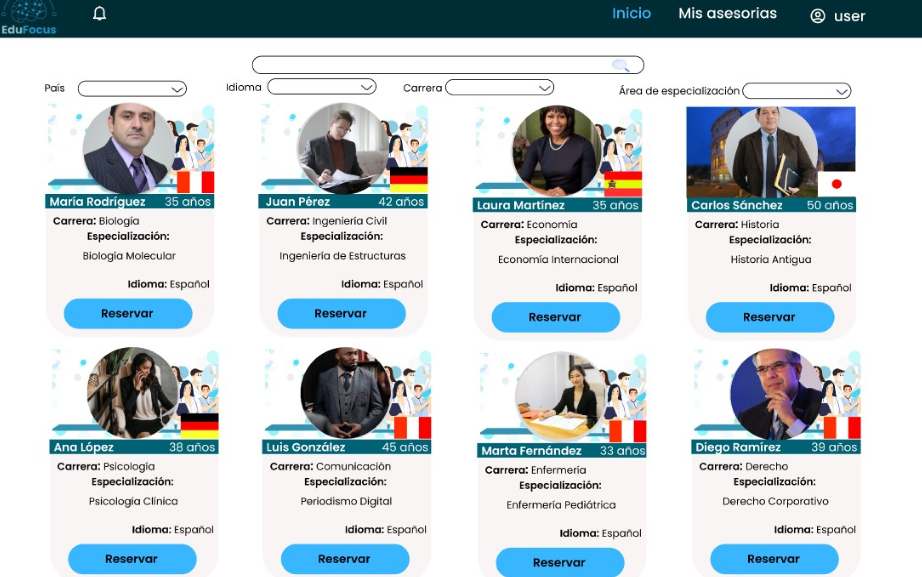 EduFocus
Inicio Mis asesorias user
País Idioma Carrera Área de especialización
María Rodríguez 35 años
Carrera: Biología
Especialización:
Biología Molecular
Idioma: Español
Reservar
Juan Pérez 42 años
Carrera: Ingeniería Civil
Especialización:
Ingeniería de Estructuras
Idioma: Español
Reservar
Laura Martínez 35 años
Carrera: Economía
Especialización:
Economía Internacional
Idioma: Español
Reservar
Carlos Sánchez 50 años
Carrera: Historia
Especialización:
Historia Antigua
Idioma: Español
Reservar
Ana López 38 años
Carrera: Psicología
Especialización:
Psicología Clínica
Idioma: Español
Reservar
Luis González 45 años
Carrera: Comunicación
Especialización:
Periodismo Digital
Idioma: Español
Reservar
Marta Fernández 33 años
Carrera: Enfermería
Especialización:
Enfermería Pediátrica
Idioma: Español
Reservar
Diego Ramírez 39 años
Carrera: Derecho
Especialización:
Derecho Corporativo
Idioma: Español
Reservar